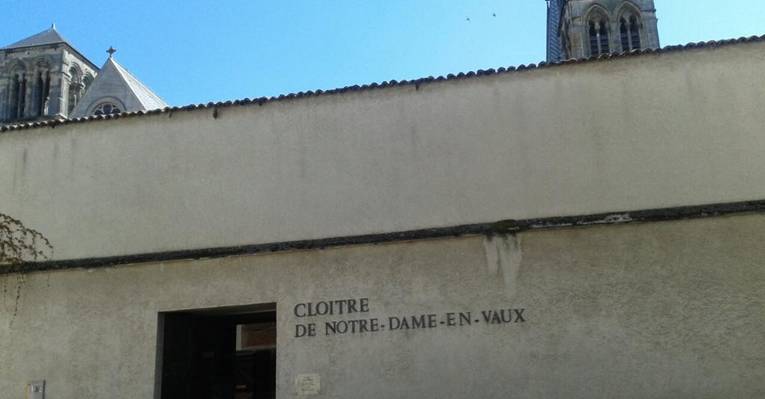 CLOITRE
DE NOTRE-DAME-EN-VAUX